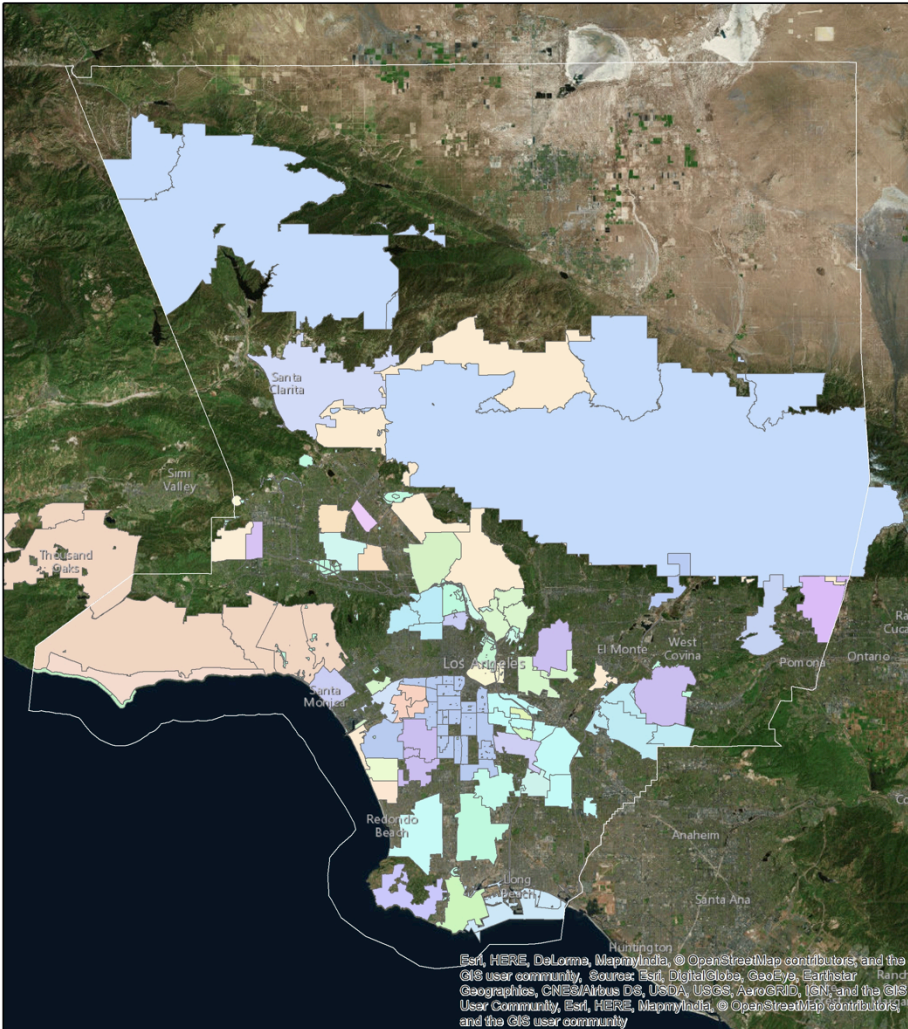 Santa
Clarita
Simi
Valley
Thousand
Oaks
Los Angeles
El Monte
West
Covina
Pomona
Ontario
Santa
Monica
Redondo
Beach
Anaheim
Long
Beach
Santa Ana
Huntington
Esri, HERE, DeLorme, MapmyIndia, © OpenStreetMap contributors, and the
GIS user community, Source: Esri, DigitalGlobe, GeoEye, Earthstar
Geographics, CNES/Airbus DS, USDA, USGS, AeroGRID, IGN, and the GIS
User Community, Esri, HERE, MapmyIndia, © OpenStreetMap contributors,
and the GIS user community